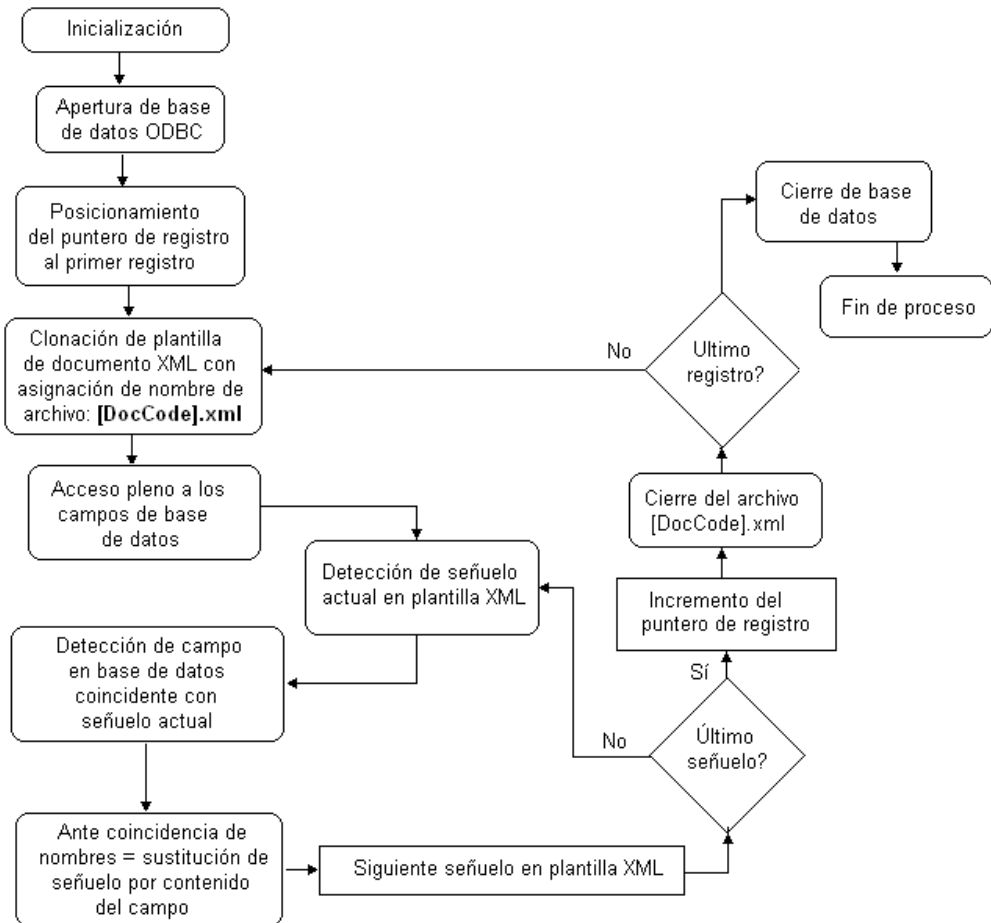 Inicialización
Apertura de base
de datos ODBC
Posicionamiento
del puntero de registro
al primer registro
Clonación de plantilla
de documento XML con
asignación de nombre de
archivo: [DocCode].xml
Acceso pleno a los
campos de base
de datos
Detección de señuelo
actual en plantilla XML
Detección de campo
en base de datos
coincidente con
señuelo actual
Ante coincidencia de
nombres = sustitución de
señuelo por contenido
del campo
Siguiente señuelo en plantilla XML
Último
señuelo?
No
Sí
Incremento del
puntero de registro
Cierre del archivo
[DocCode].xml
Ultimo
registro?
No
Cierre de base
de datos
Fin de proceso